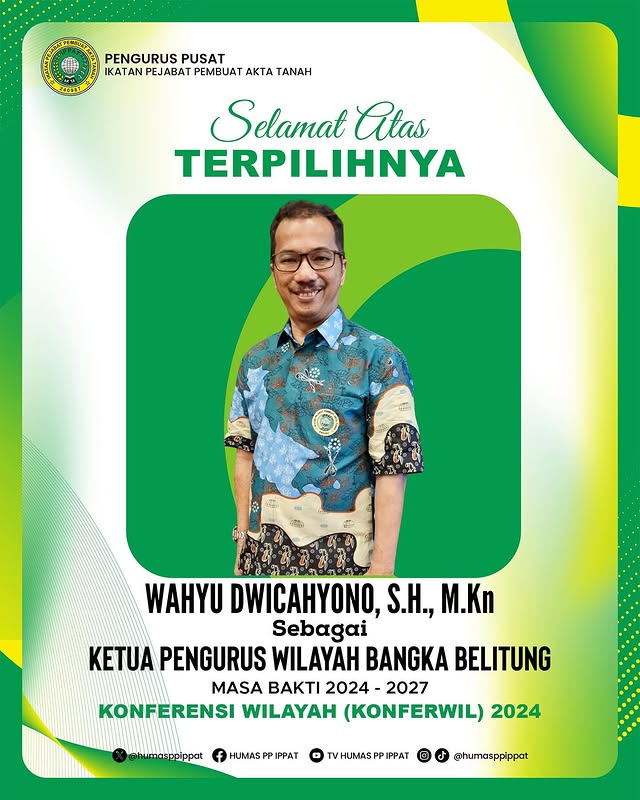 PENGURUS PUSAT
IKATAN PEJABAT PEMBUAT AKTA TANAH
Selamat Atas
TERPILIHNYA
WAHYU DWICAHYONO, S.H., M.Kn
Sebagai
KETUA PENGURUS WILAYAH BANGKA BELITUNG
MASA BAKTI 2024 - 2027
KONFERENSI WILAYAH (KONFERWIL) 2024
@humasppippat HUMAS PP IPPAT TV HUMAS PP IPPAT @humasppippat